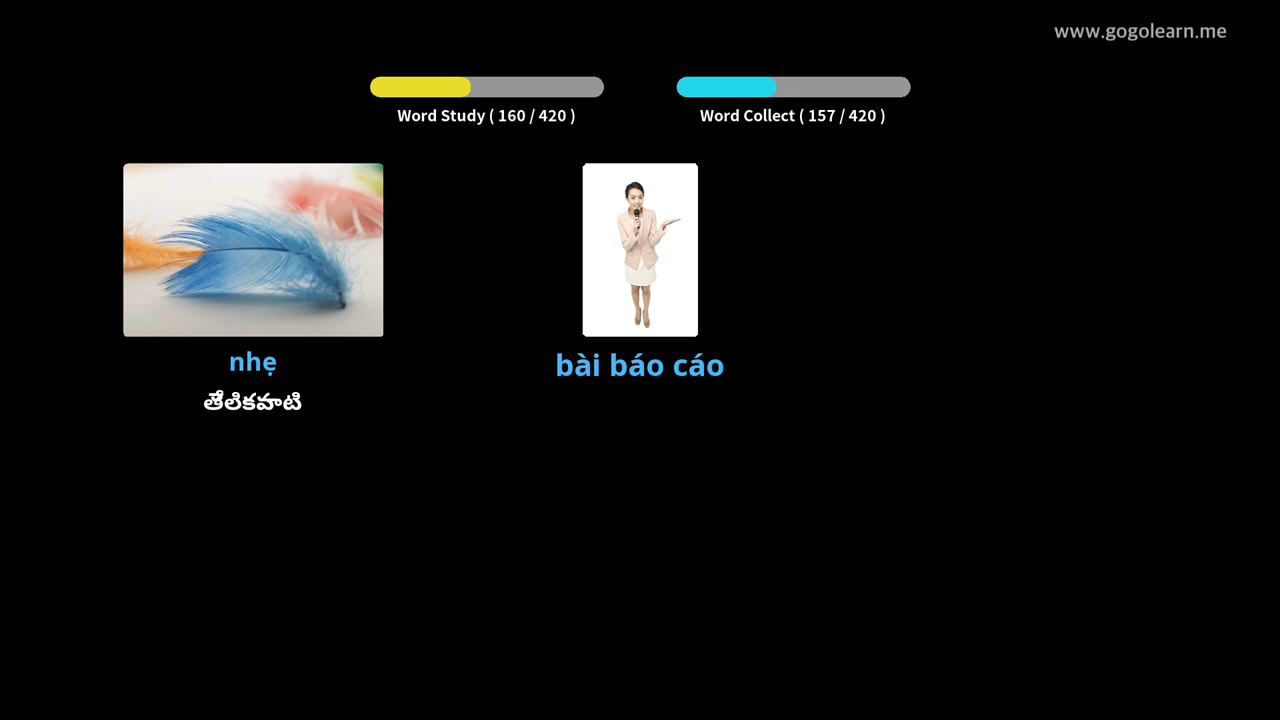 www.gogolearn.me
Word Study ( 160 / 420 )
Word Collect ( 157 / 420 )
nhẹ
bài báo cáo
తేలికపాటి